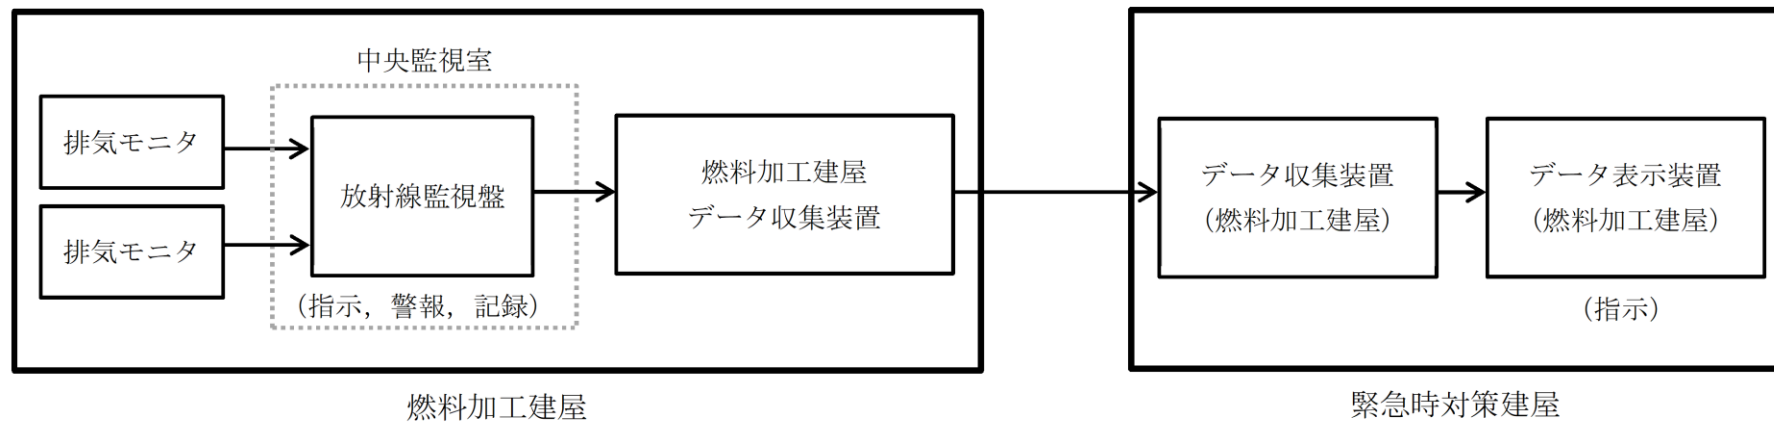 中央監視室
排気モニタ
排気モニタ
放射線監視盤
(指示，警報，記録)
燃料加工建屋
データ収集装置
燃料加工建屋
データ収集装置
(燃料加工建屋)
データ表示装置
(燃料加工建屋)
(指示)
緊急時対策建屋